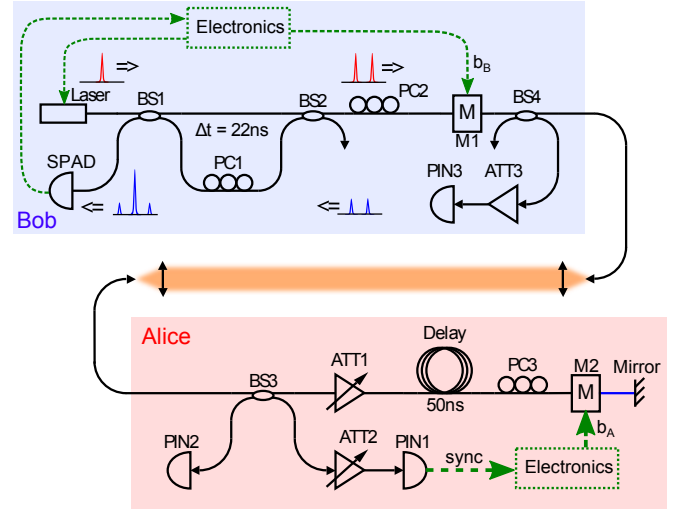 Electronics
b_B
Laser
BS1
BS2
PC2
M
M1
BS4
Δt = 22ns
PC1
SPAD
PIN3
ATT3
Bob
Alice
Delay
ATT1
PC3
M2
Mirror
BS3
50ns
M
PIN2
ATT2
PIN1
sync
b_A
Electronics